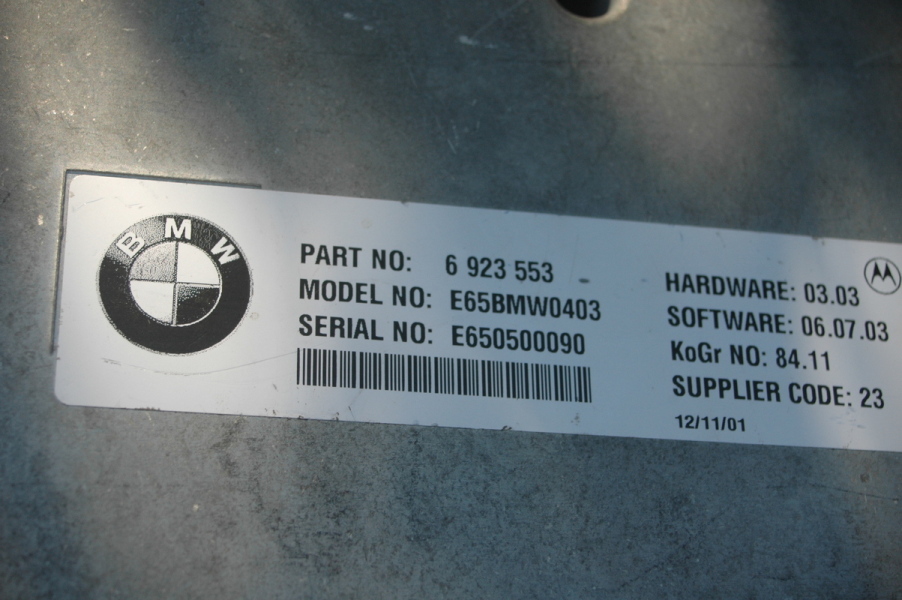 BMW
PART NO: 6 923 553
MODEL NO: E65BMW0403
SERIAL NO: E650500090
HARDWARE: 03.03
SOFTWARE: 06.07.03
KoGr NO: 84.11
SUPPLIER CODE: 23
12/11/01